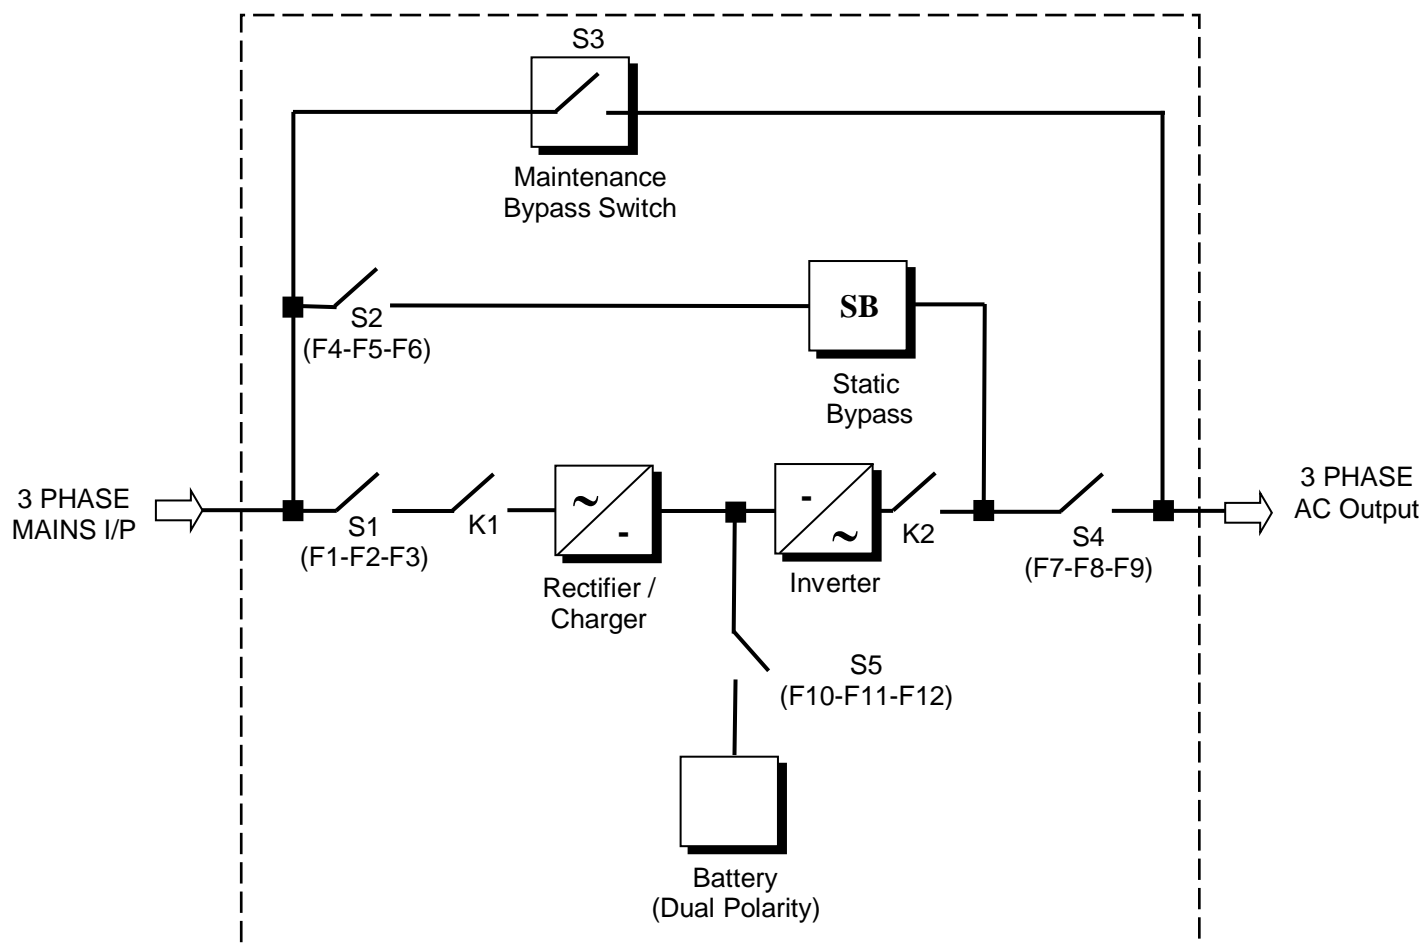 S3
Maintenance
Bypass Switch
S2
(F4-F5-F6)
SB
Static
Bypass
3 PHASE
MAINS I/P
S1
(F1-F2-F3)
K1
~
-
Rectifier /
Charger
-
~
Inverter
K2
S4
(F7-F8-F9)
3 PHASE
AC Output
S5
(F10-F11-F12)
Battery
(Dual Polarity)